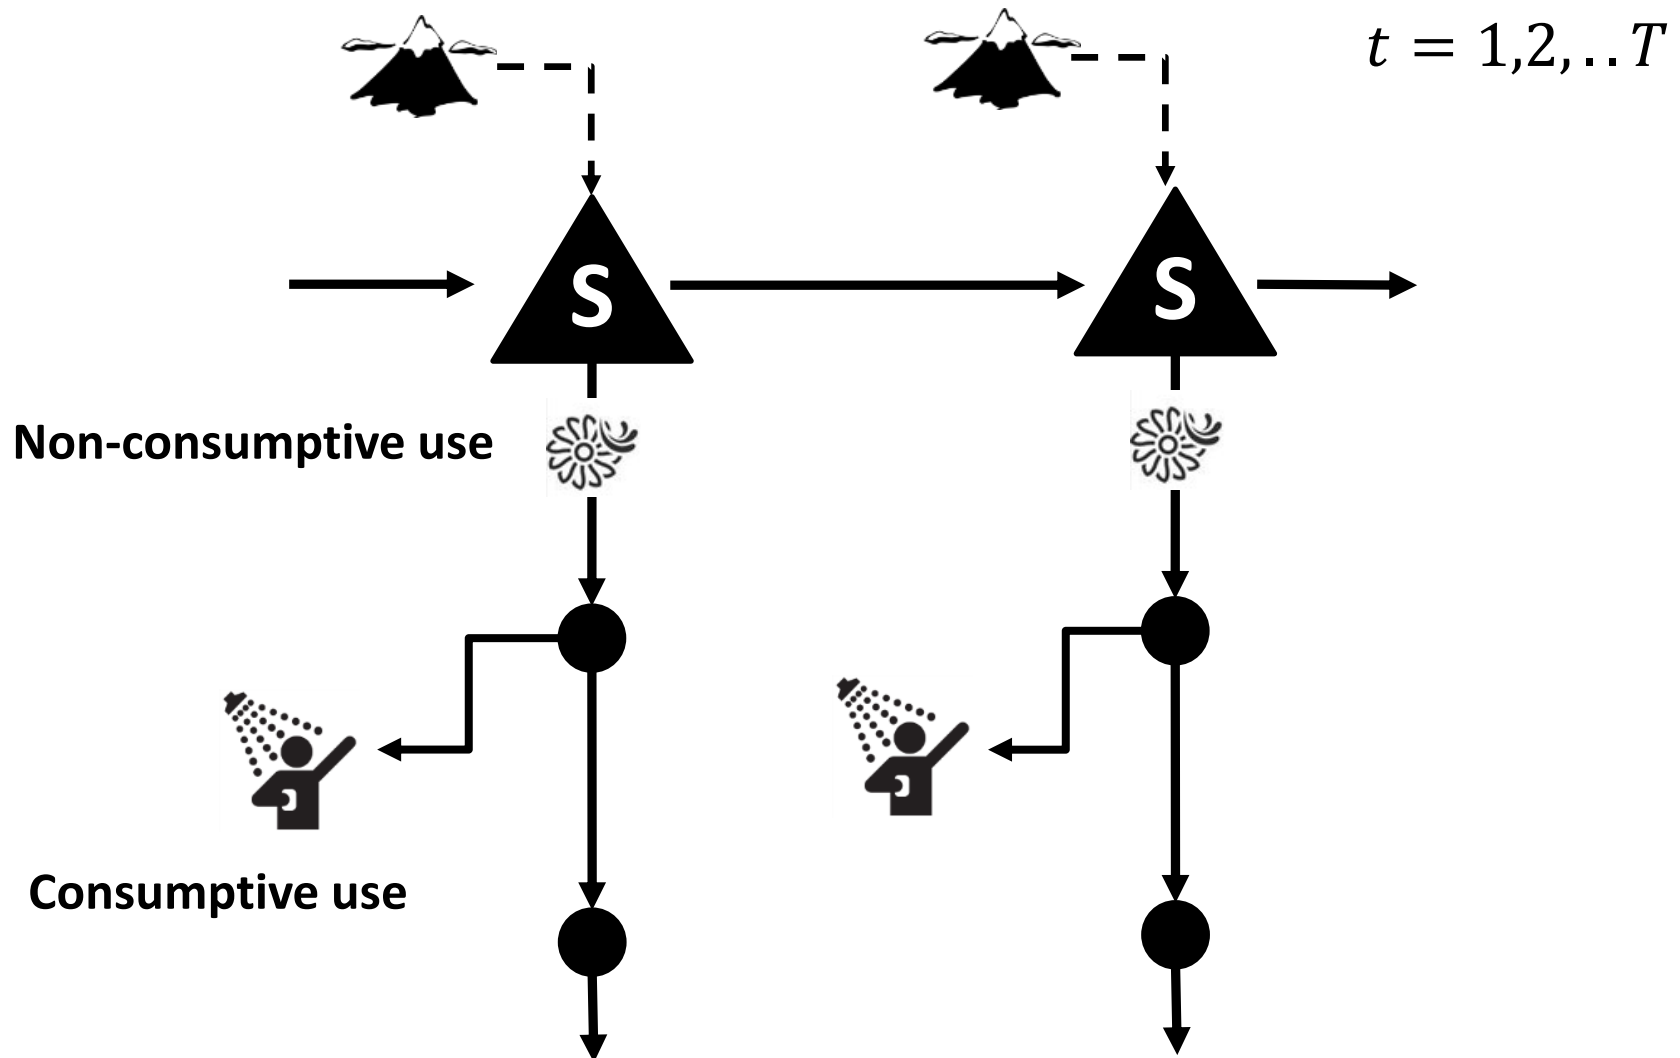 t = 1,2,..T
S
S
Non-consumptive use
Consumptive use